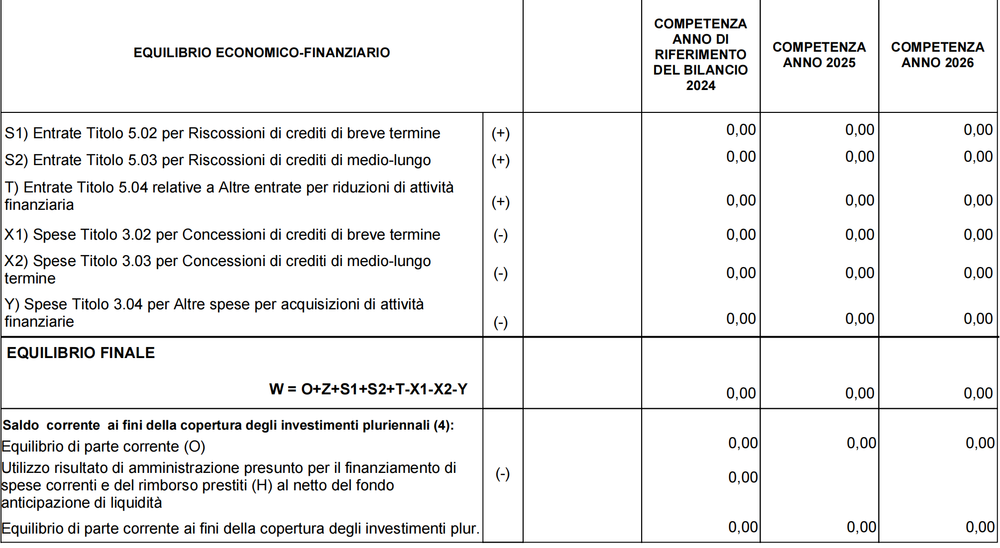 EQUILIBRIO ECONOMICO-FINANZIARIO
COMPETENZA
ANNO DI
RIFERIMENTO
DEL BILANCIO
2024
COMPETENZA
ANNO 2025
COMPETENZA
ANNO 2026
S1) Entrate Titolo 5.02 per Riscossioni di crediti di breve termine (+) 0,00 0,00 0,00
S2) Entrate Titolo 5.03 per Riscossioni di crediti di medio-lungo (+) 0,00 0,00 0,00
T) Entrate Titolo 5.04 relative a Altre entrate per riduzioni di attività
finanziaria (+) 0,00 0,00 0,00
X1) Spese Titolo 3.02 per Concessioni di crediti di breve termine (-) 0,00 0,00 0,00
X2) Spese Titolo 3.03 per Concessioni di crediti di medio-lungo
termine (-) 0,00 0,00 0,00
Y) Spese Titolo 3.04 per Altre spese per acquisizioni di attività
finanziarie (-) 0,00 0,00 0,00
EQUILIBRIO FINALE
W = O+Z+S1+S2+T-X1-X2-Y 0,00 0,00 0,00
Saldo corrente ai fini della copertura degli investimenti pluriennali (4):
Equilibrio di parte corrente (O) 0,00 0,00 0,00
Utilizzo risultato di amministrazione presunto per il finanziamento di
spese correnti e del rimborso prestiti (H) al netto del fondo (-) 0,00
anticipazione di liquidità
Equilibrio di parte corrente ai fini della copertura degli investimenti plur. 0,00 0,00 0,00